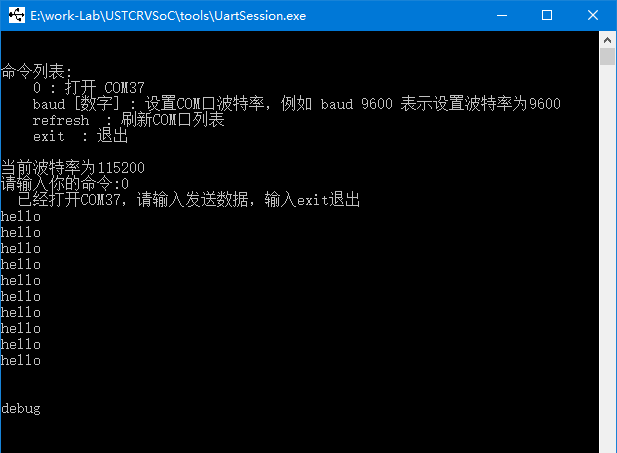 E:\work-Lab\USTCRVSoC\tools\UartSession.exe
命令列表:
0 : 打开 COM37
baud [数字] : 设置COM口波特率，例如 baud 9600 表示设置波特率为9600
refresh  : 刷新COM口列表
exit  : 退出
当前波特率为115200
请输入你的命令:0
已经打开COM37，请输入发送数据，输入exit退出
hello
hello
hello
hello
hello
hello
hello
hello
hello
hello
debug